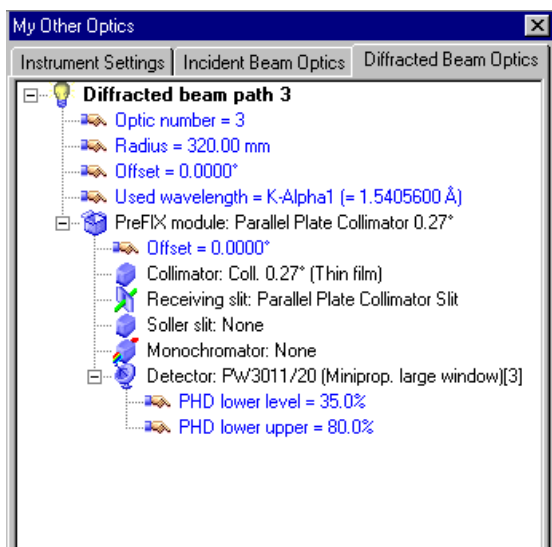 My Other Optics
Instrument Settings Incident Beam Optics Diffracted Beam Optics
Diffracted beam path 3
Optic number = 3
Radius = 320.00 mm
Offset = 0.0000°
Used wavelength = K-Alpha1 (= 1.5405600 Å)
PreFIX module: Parallel Plate Collimator 0.27°
Offset = 0.0000°
Collimator: Coll. 0.27° (Thin film)
Receiving slit: Parallel Plate Collimator Slit
Soller slit: None
Monochromator: None
Detector: PW3011/20 (Miniprop. large window)[3]
PHD lower level = 35.0%
PHD lower upper = 80.0%